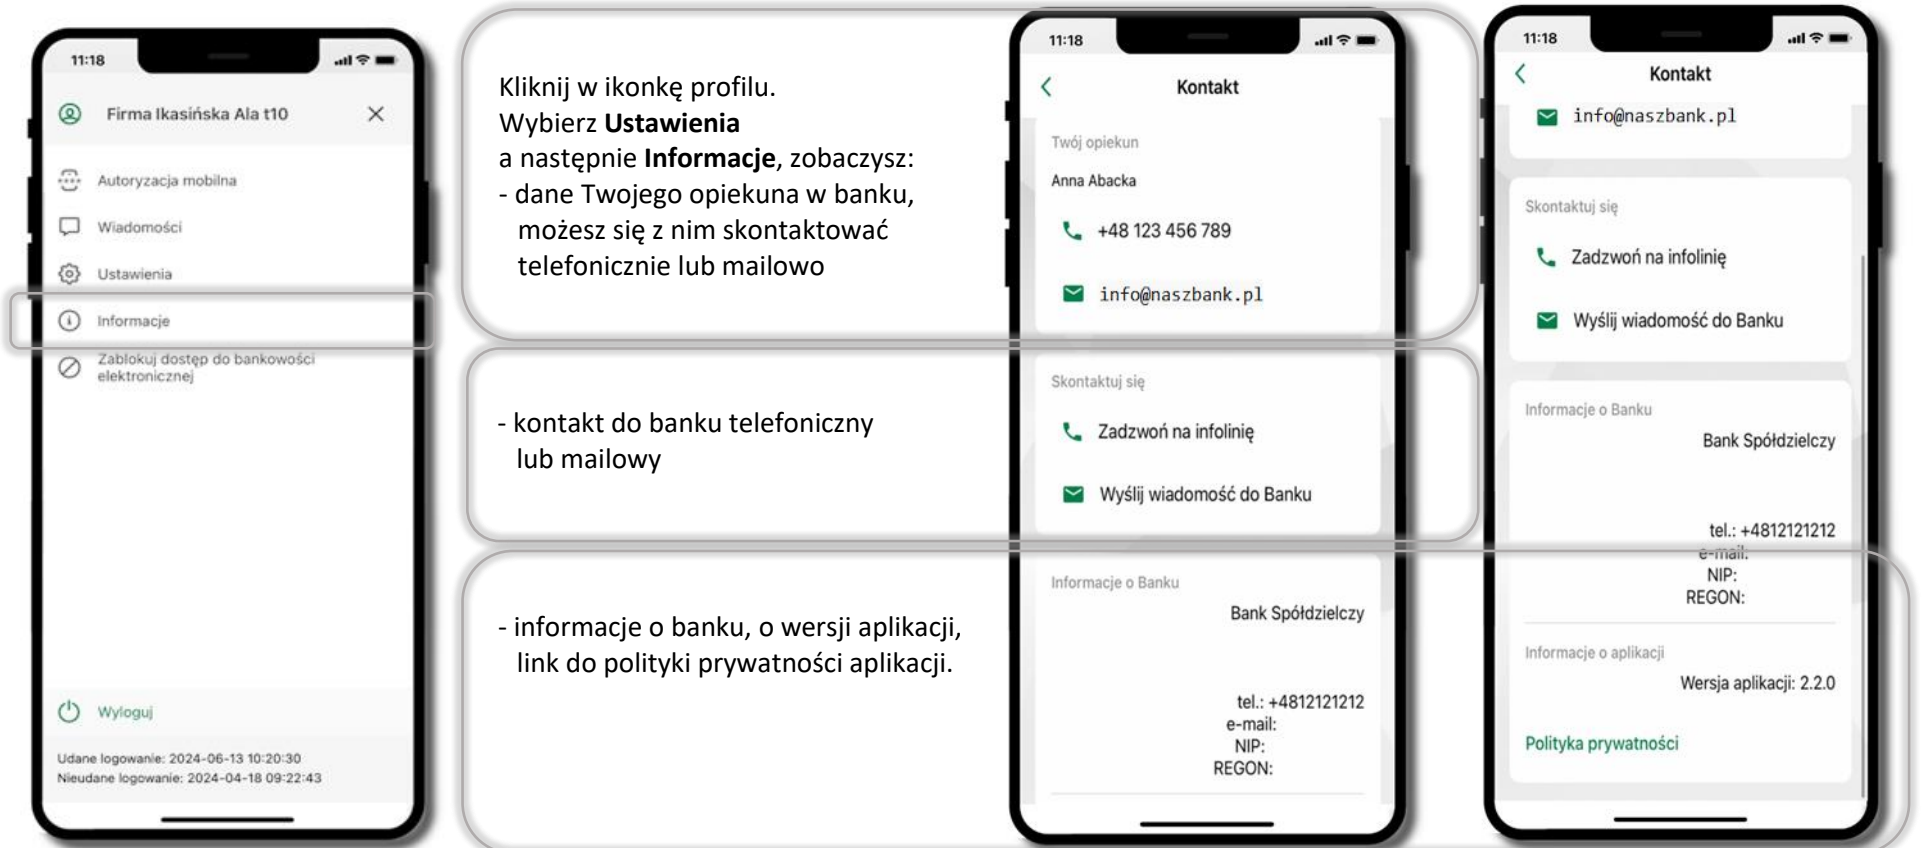 11:18
Firma Ikasińska Ala t10
Autoryzacja mobilna
Wiadomości
Ustawienia
Informacje
Zablokuj dostęp do bankowości
elektronicznej
Wyloguj
Udane logowanie: 2024-06-13 10:20:30
Nieudane logowanie: 2024-04-18 09:22:43
Kliknij w ikonkę profilu.
Wybierz Ustawienia
a następnie Informacje, zobaczysz:
- dane Twojego opiekuna w banku,
możesz się z nim skontaktować
telefonicznie lub mailowo
- kontakt do banku telefoniczny
lub mailowy
- informacje o banku, o wersji aplikacji,
link do polityki prywatności aplikacji.
11:18
Kontakt
Twój opiekun
Anna Abacka
+48 123 456 789
info@naszbank.pl
Skontaktuj się
Zadzwoń na infolinię
Wyślij wiadomość do Banku
Informacje o Banku
Bank Spółdzielczy
tel.: +4812121212
e-mail:
NIP:
REGON:
11:18
Kontakt
info@naszbank.pl
Skontaktuj się
Zadzwoń na infolinię
Wyślij wiadomość do Banku
Informacje o Banku
Bank Spółdzielczy
tel.: +4812121212
e-mail:
NIP:
REGON:
Informacje o aplikacji
Wersja aplikacji: 2.2.0
Polityka prywatności